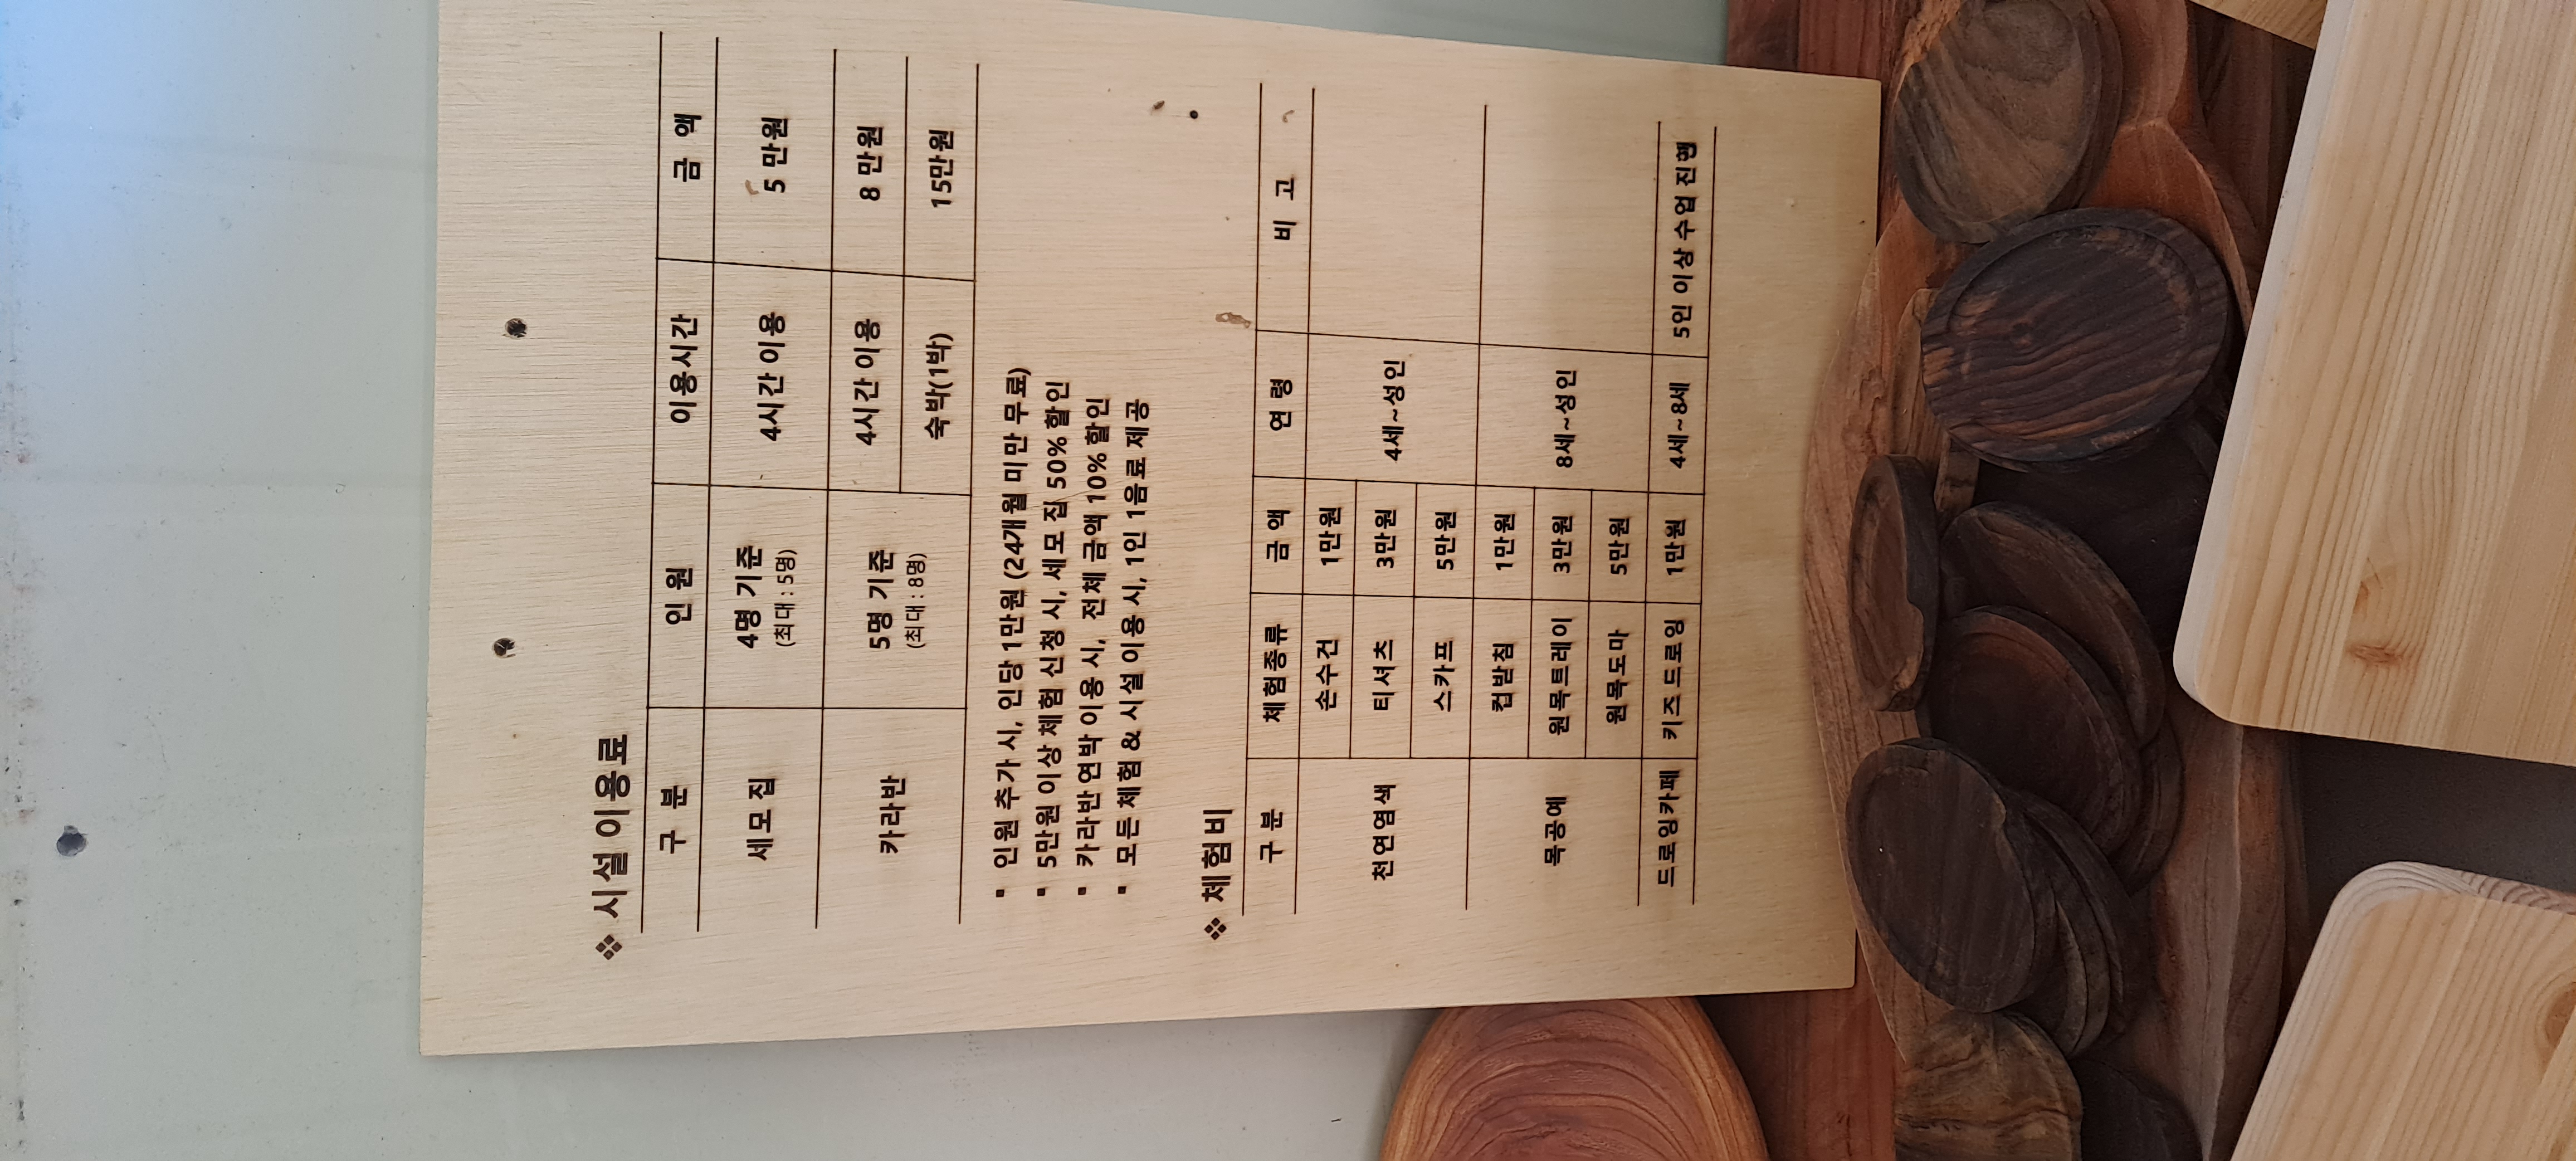 ❖ 시설 이용료
구 분 인 원 이용시간 금 액
세모 집 4명 기준 4시간 이용 5 만원
(최대 : 5명)
카라반 5명 기준 4시간 이용 8 만원
(최대 : 8명) 숙박(1박) 15만원
▪ 인원 추가 시, 인당 1만원 (24개월 미만 무료)
▪ 5만원 이상 체험 신청 시, 세모 집 50% 할인
▪ 카라반 연박 이용 시, 전체 금액 10% 할인
▪ 모든 체험 & 시설 이용 시, 1인 1음료 제공
❖ 체험비
구 분 체험종류 금 액 연 령 비 고
손수건 1만원
천연염색 티셔츠 3만원 4세~성인
스카프 5만원
컵받침 1만원
목공예 원목트레이 3만원 8세~성인
원목도마 5만원
드로잉카페 키즈 드로잉 1만원 4세~8세 5인 이상 수업 진행